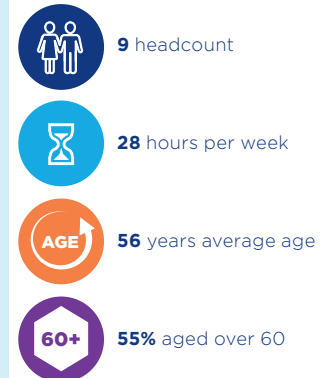 9 headcount
28 hours per week
AGE
56 years average age
60+
55% aged over 60